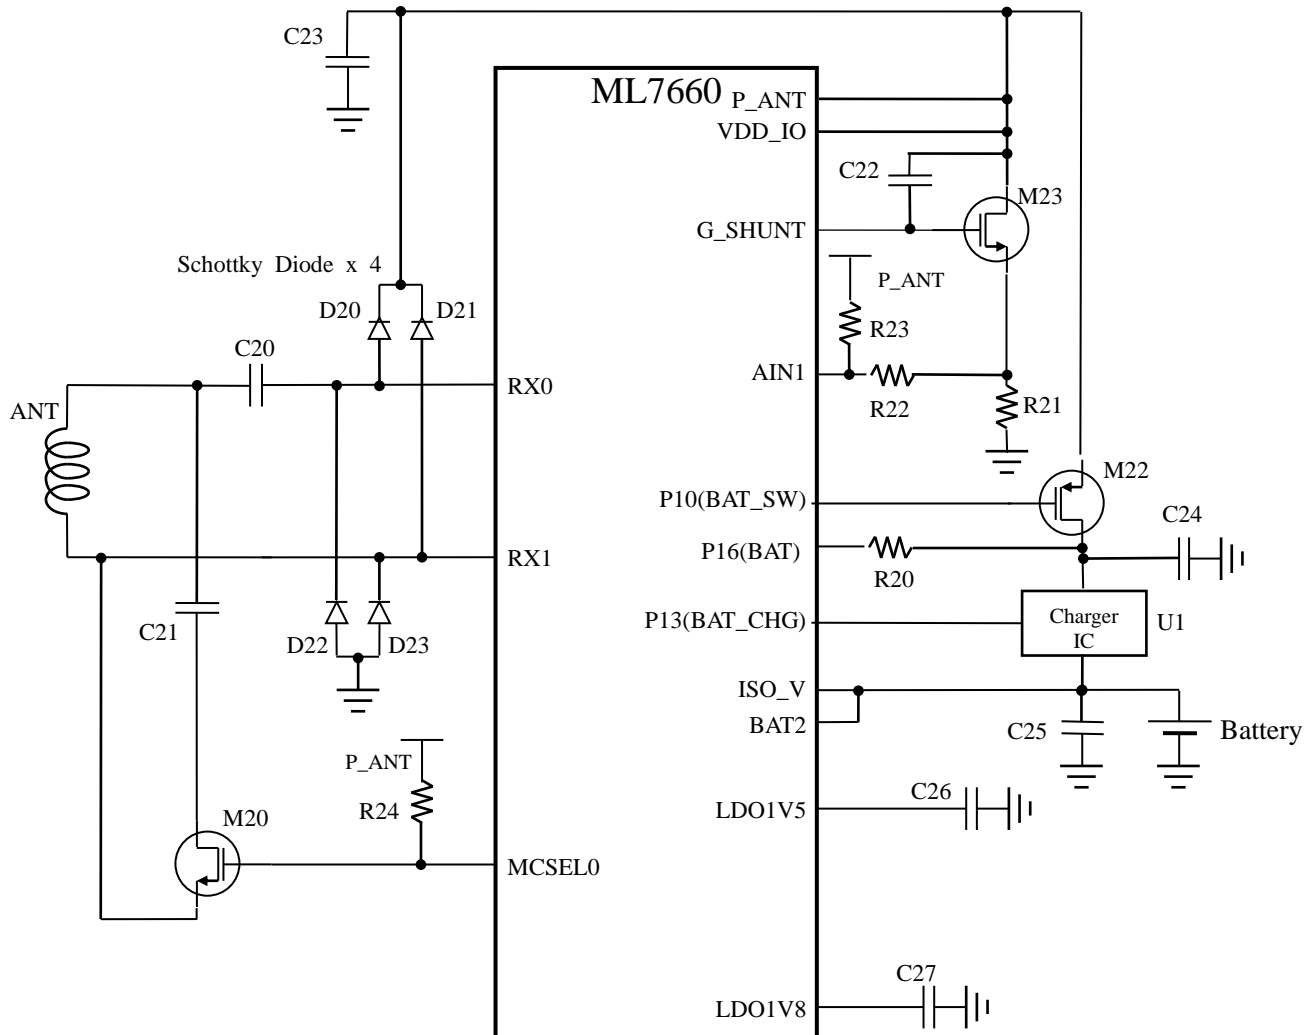 C23
ML7660
P_ANT
VDD_IO
C22
M23
G_SHUNT
Schottky Diode x 4
P_ANT
D20
D21
R23
C20
AIN1
RX0
R22
R21
ANT
M22
P10(BAT_SW)
C24
P16(BAT)
RX1
R20
C21
P13(BAT_CHG)
Charger
IC
U1
D22
D23
ISO_V
BAT2
C25
Battery
P_ANT
C26
R24
LDO1V5
M20
MCSEL0
C27
LDO1V8